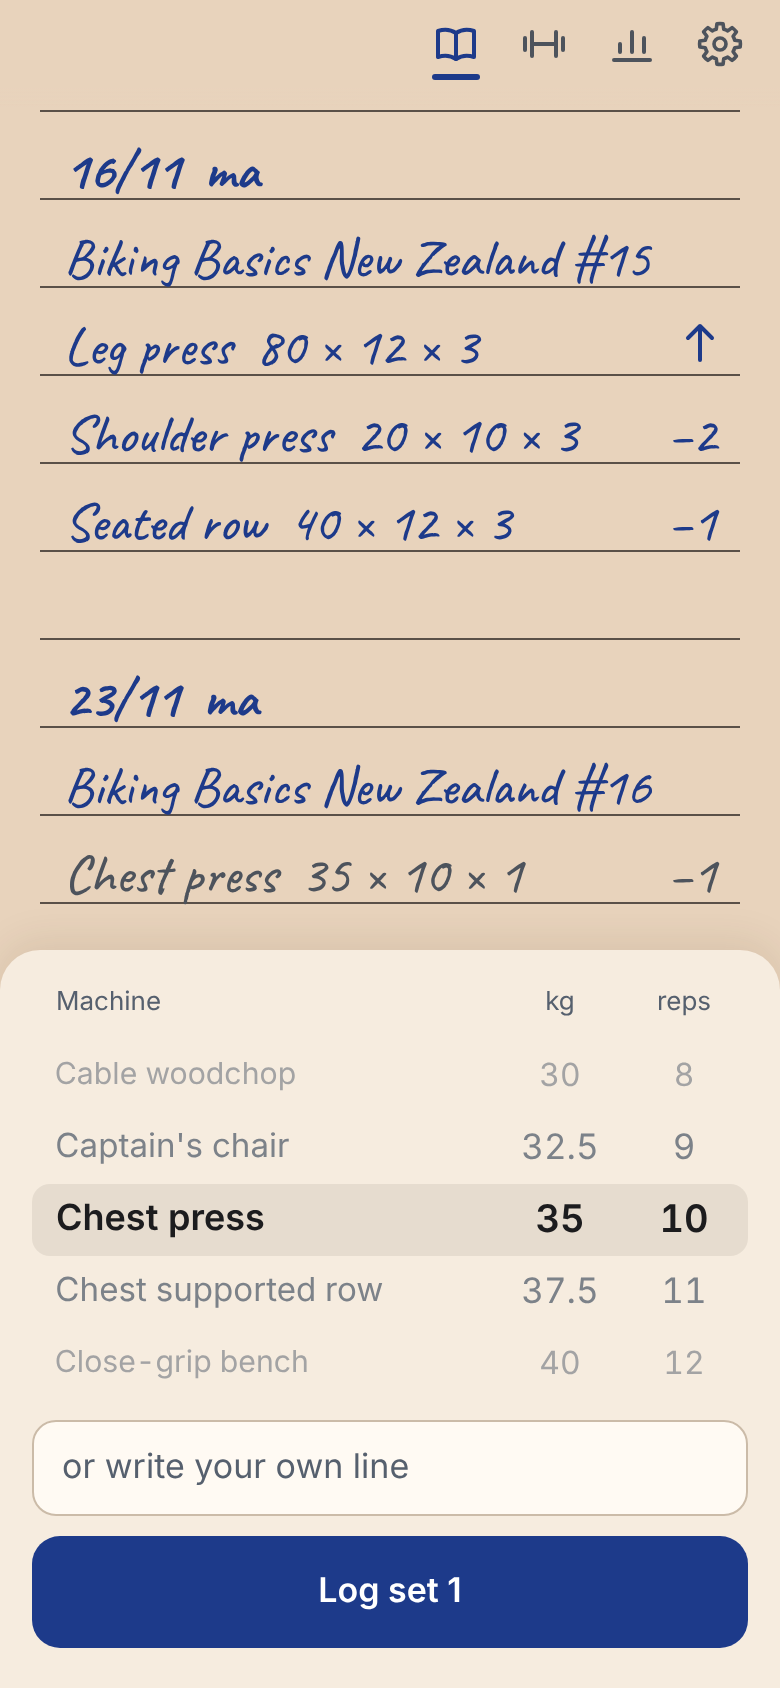 16/11 ma
Biking Basics New Zealand #15
Leg press 80 × 12 × 3 ↑
Shoulder press 20 × 10 × 3 −2
Seated row 40 × 12 × 3 −1
23/11 ma
Biking Basics New Zealand #16
Chest press 35 × 10 × 1 −1
Machine kg reps
Cable woodchop 30 8
Captain's chair 32.5 9
Chest press 35 10
Chest supported row 37.5 11
Close-grip bench 40 12
or write your own line
Log set 1